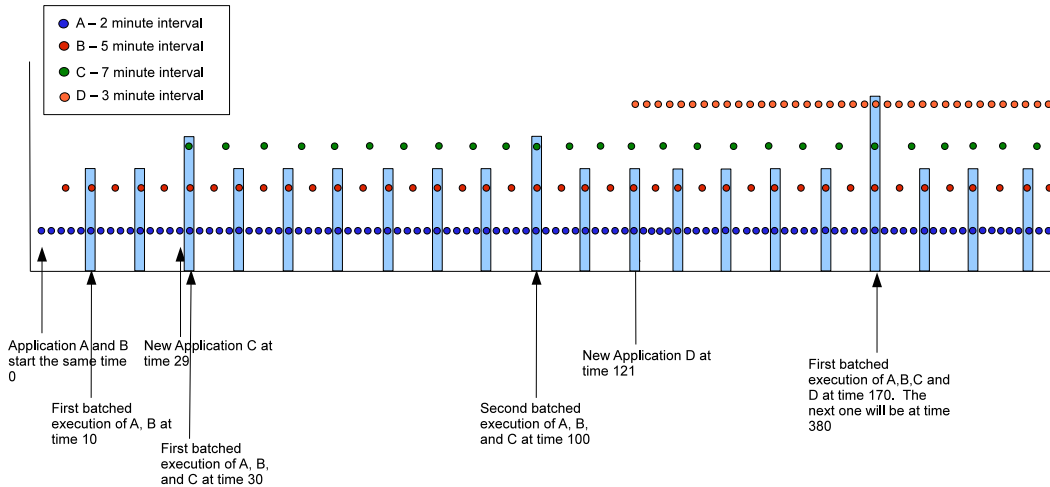 A – 2 minute interval
B – 5 minute interval
C – 7 minute interval
D – 3 minute interval
Application A and B
start the same time
0
New Application C at
time 29
First batched
execution of A, B at
time 10
First batched
execution of A, B,
and C at time 30
Second batched
execution of A, B,
and C at time 100
New Application D at
time 121
First batched
execution of A,B,C and
D at time 170.  The
next one will be at time
380